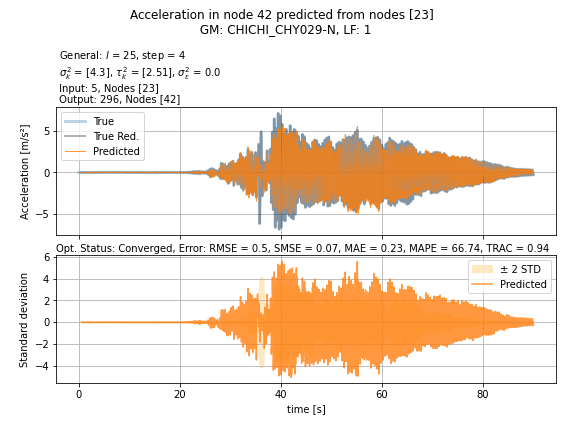 Acceleration in node 42 predicted from nodes [23]
GM: CHICHI_CHY029-N, LF: 1
General: l = 25, step = 4
σ²ₖ = [4.3], τ²ₖ = [2.51], σ²ε = 0.0
Input: 5, Nodes [23]
Output: 296, Nodes [42]
True
True Red.
Predicted
Acceleration [m/s²]
5
0
−5
Opt. Status: Converged, Error: RMSE = 0.5, SMSE = 0.07, MAE = 0.23, MAPE = 66.74, TRAC = 0.94
± 2 STD
Predicted
Standard deviation
6
4
2
0
−2
−4
0 20 40 60 80
time [s]